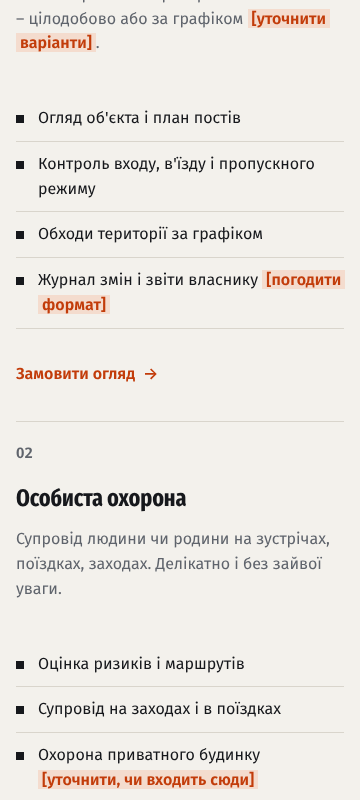 – цілодобово або за графіком [уточнити
варіанти].
Огляд об'єкта і план постів
Контроль входу, в'їзду і пропускного
режиму
Обходи території за графіком
Журнал змін і звіти власнику [погодити
формат]
Замовити огляд →
02
Особиста охорона
Супровід людини чи родини на зустрічах,
поїздках, заходах. Делікатно і без зайвої
уваги.
Оцінка ризиків і маршрутів
Супровід на заходах і в поїздках
Охорона приватного будинку
[уточнити, чи входить сюди]